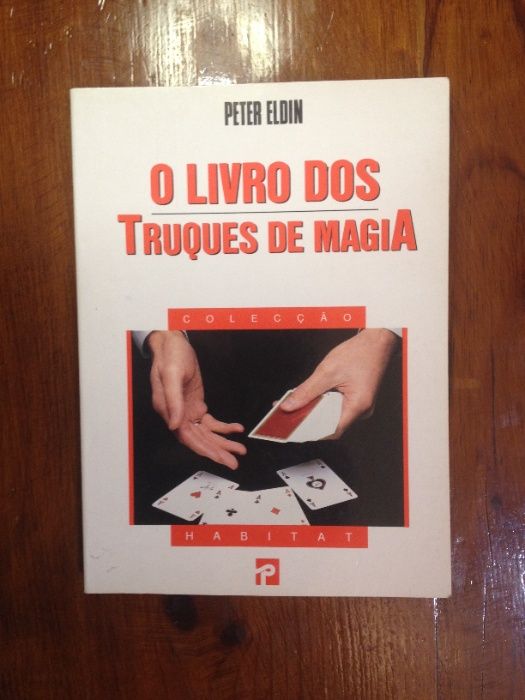 PETER ELDIN
O LIVRO DOS
TRUQUES DE MAGIA
COLECÇÃO
HABITAT